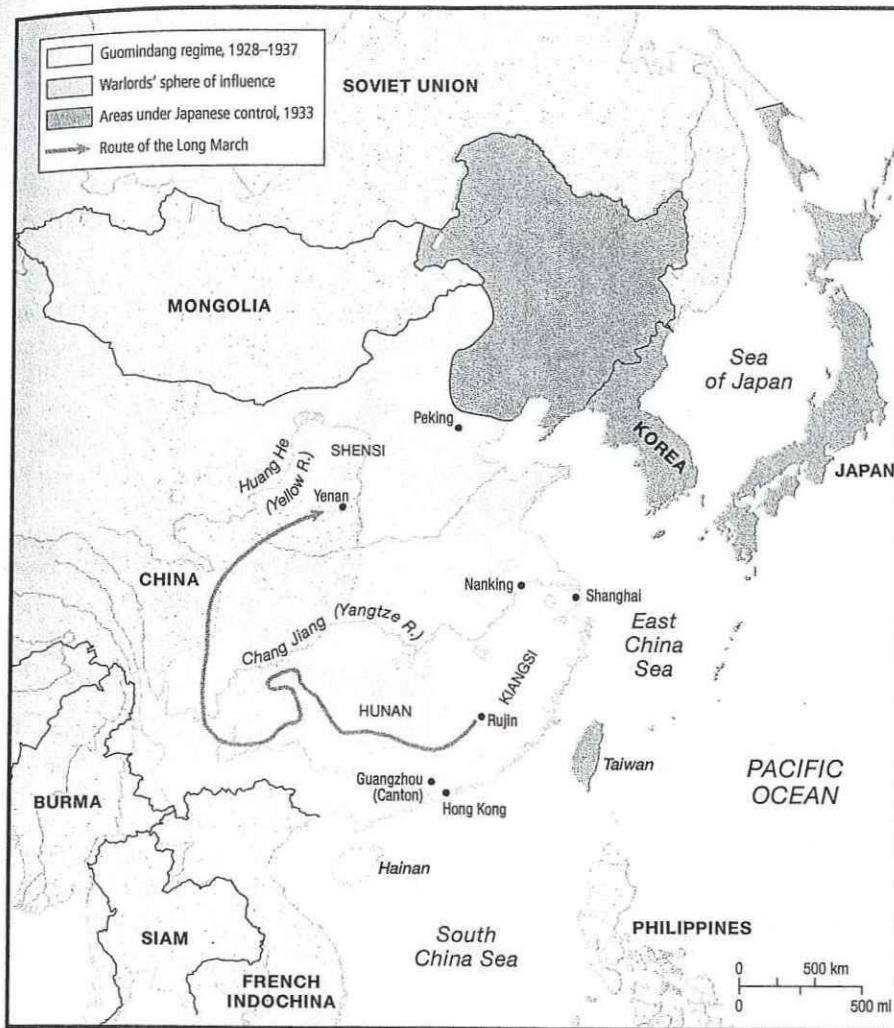 Guomindang regime, 1928–1937
Warlords' sphere of influence
Areas under Japanese control, 1933
Route of the Long March
SOVIET UNION
MONGOLIA
Sea
of Japan
Peking
KOREA
JAPAN
Huang He
(Yellow R.)
SHENSI
Yenan
CHINA
Nanking
Shanghai
Chang Jiang (Yangtze R.)
East
China
Sea
HUNAN
KIANGSI
Rujin
Taiwan
PACIFIC
OCEAN
Guangzhou
(Canton)
Hong Kong
BURMA
Hainan
SIAM
South
China Sea
PHILIPPINES
FRENCH
INDOCHINA
0 500 km
0 500 ml